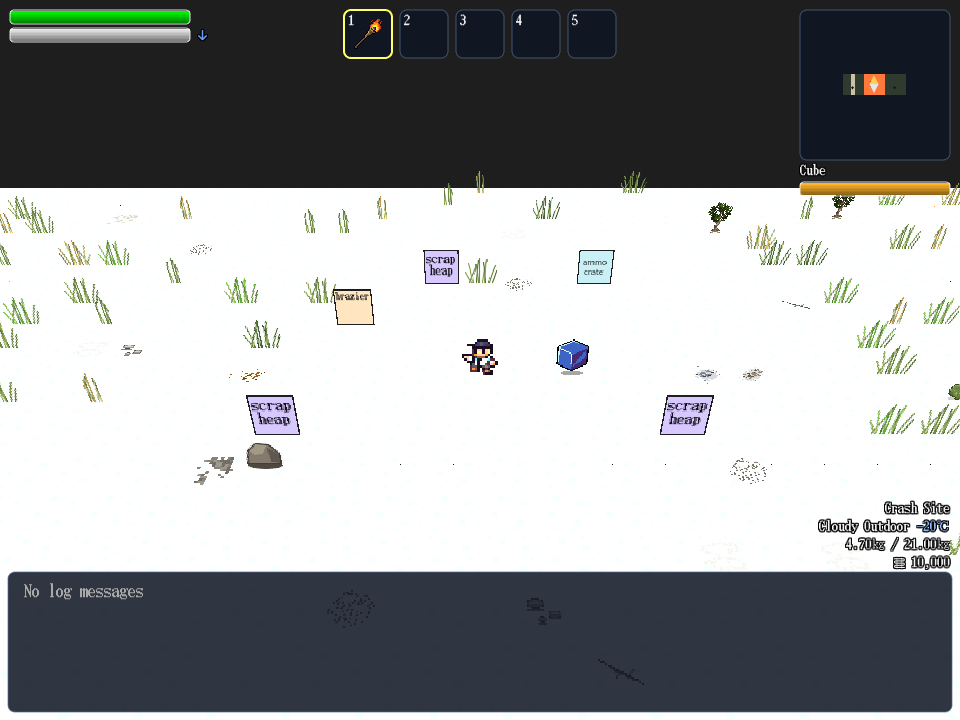 1
2
3
4
5
Cube
scrap
heap
ammo
crate
brazier
scrap
heap
scrap
heap
Crash Site
Cloudy Outdoor -20℃
4.70kg / 21.00kg
10,000
No log messages